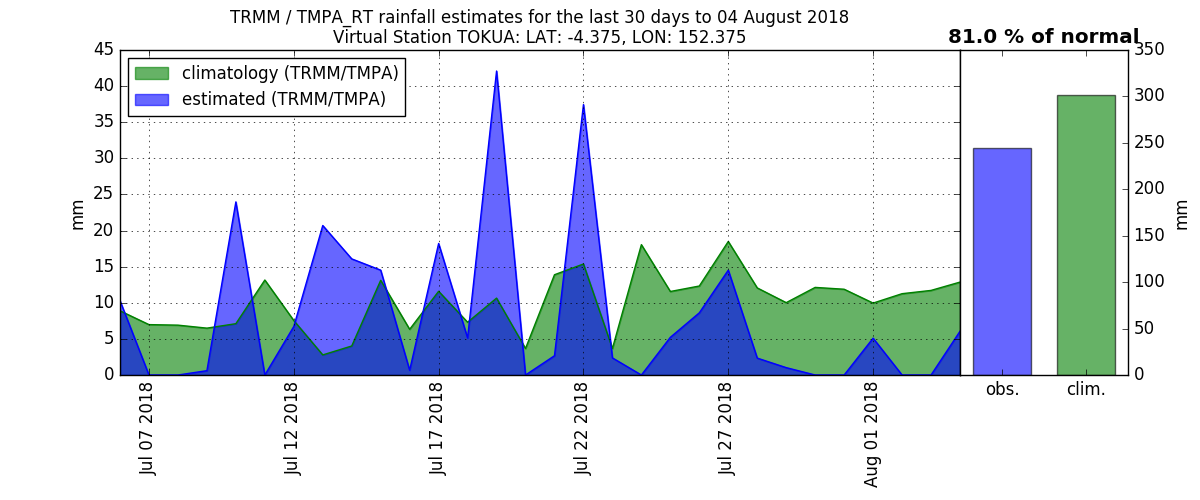 TRMM / TMPA_RT rainfall estimates for the last 30 days to 04 August 2018
Virtual Station TOKUA: LAT: -4.375, LON: 152.375
81.0 % of normal
climatology (TRMM/TMPA)
estimated (TRMM/TMPA)
45
40
35
30
25
20
15
10
5
0
mm
Jul 07 2018
Jul 12 2018
Jul 17 2018
Jul 22 2018
Jul 27 2018
Aug 01 2018
350
300
250
200
150
100
50
0
mm
obs.
clim.